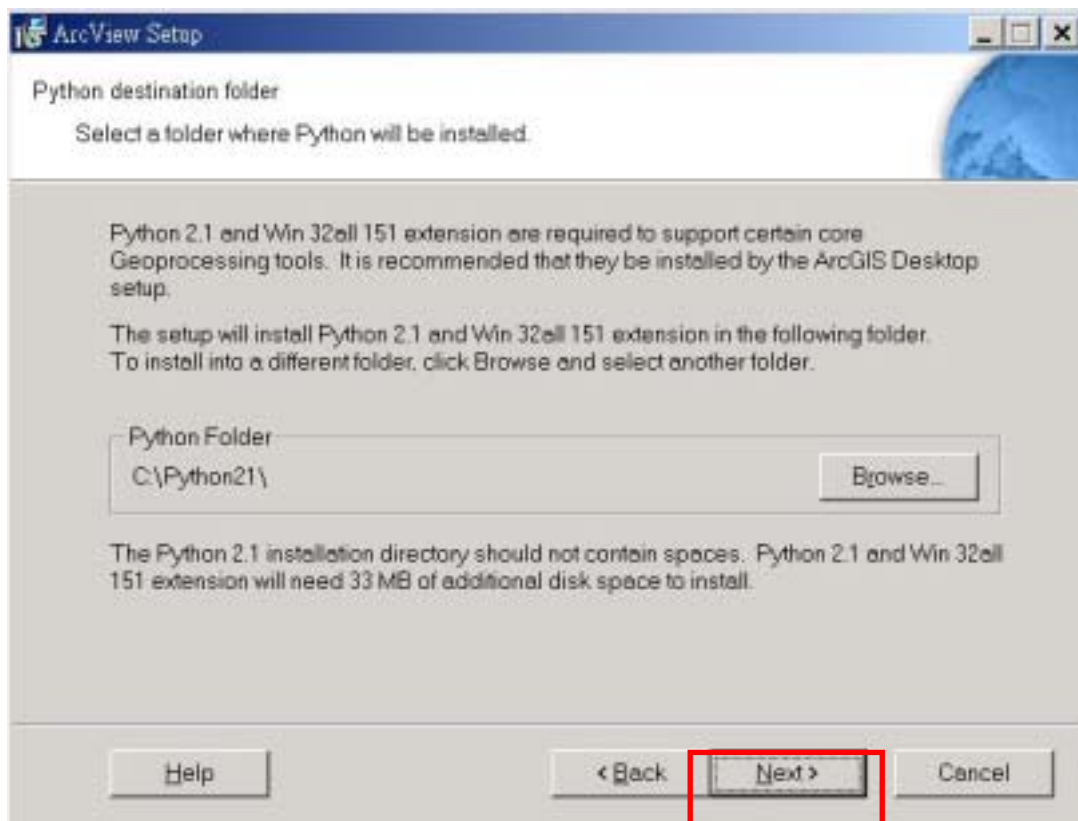 ArcView Setup
Python destination folder
Select a folder where Python will be installed.
Python 2.1 and Win 32all 151 extension are required to support certain core
Geoprocessing tools. It is recommended that they be installed by the ArcGIS Desktop
setup.
The setup will install Python 2.1 and Win 32all 151 extension in the following folder.
To install into a different folder, click Browse and select another folder.
Python Folder
C:\Python21\
Browse...
The Python 2.1 installation directory should not contain spaces. Python 2.1 and Win 32all
151 extension will need 33 MB of additional disk space to install.
Help
< Back
Next >
Cancel